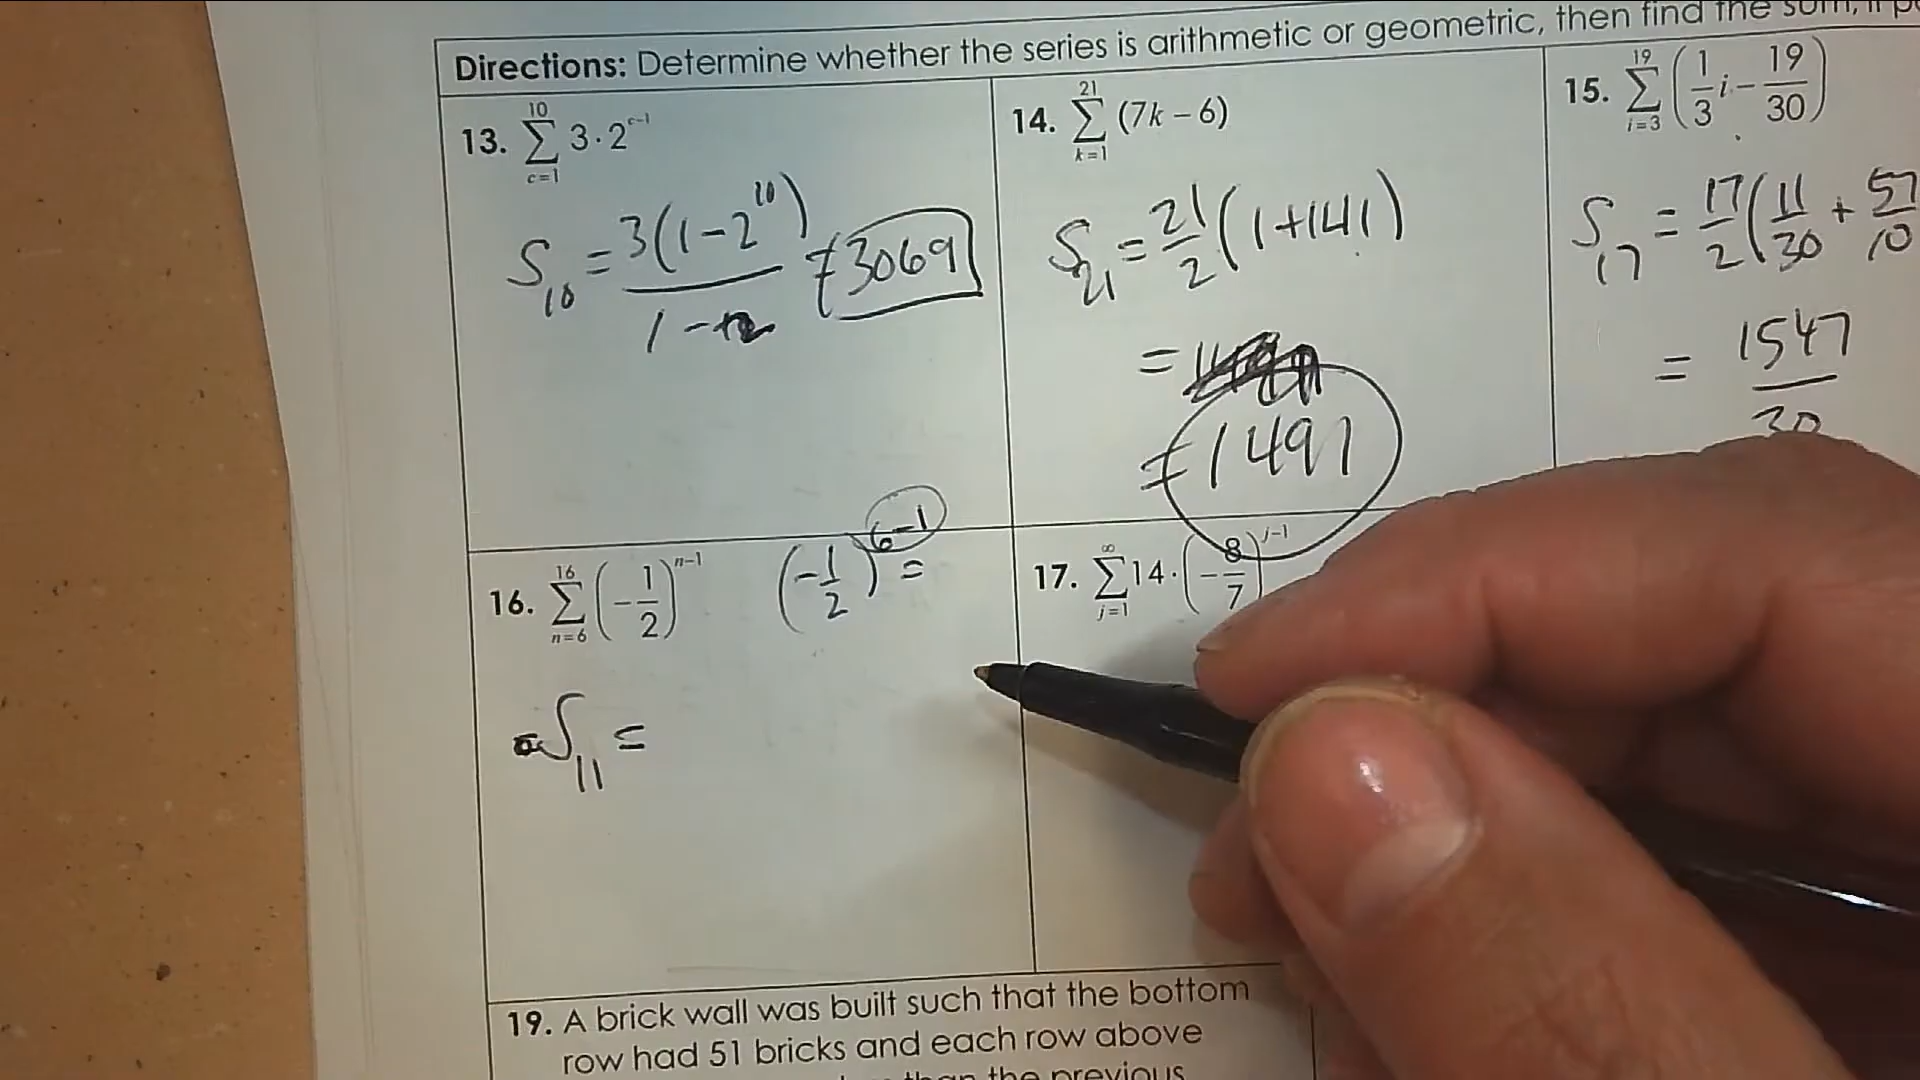 Directions: Determine whether the series is arithmetic or geometric, then find the sum, if
13. 10 ∑ c=1 3·2^(c-1)
S₁₀ = 3(1-2^10) / 1-2 = 3069
14. 21 ∑ k=1 (7k - 6)
S₂₁ = 21/2 (1+141)
= 1491
15. 19 ∑ i=3 (1/3 i - 19/30)
S₁₇ = 17/2 (11/30 + 57/10
= 1547/30
16. 16 ∑ n=6 (-1/2)^(n-1)
(-1/2)^(6-1) =
S₁₁ =
17. ∞ ∑ j=1 14·(-8/7)^(j-1)
19. A brick wall was built such that the bottom
row had 51 bricks and each row above
than the previous